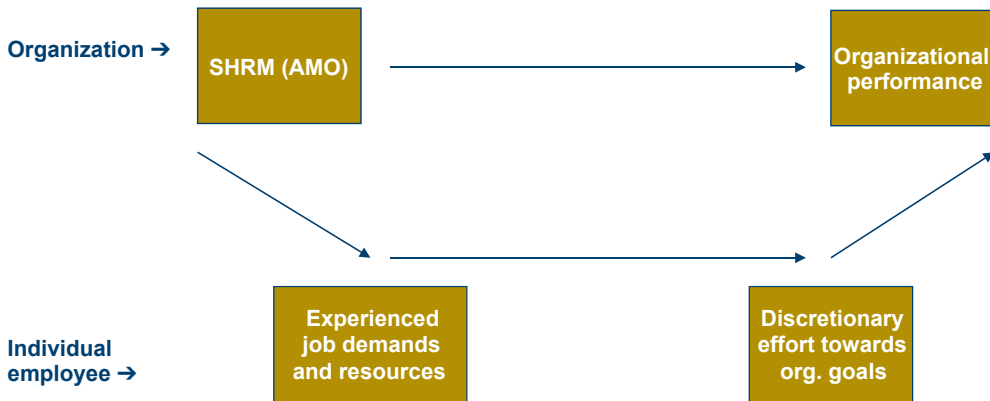 Organization ➔
SHRM (AMO)
Organizational
performance
Experienced
job demands
and resources
Discretionary
effort towards
org. goals
Individual
employee ➔